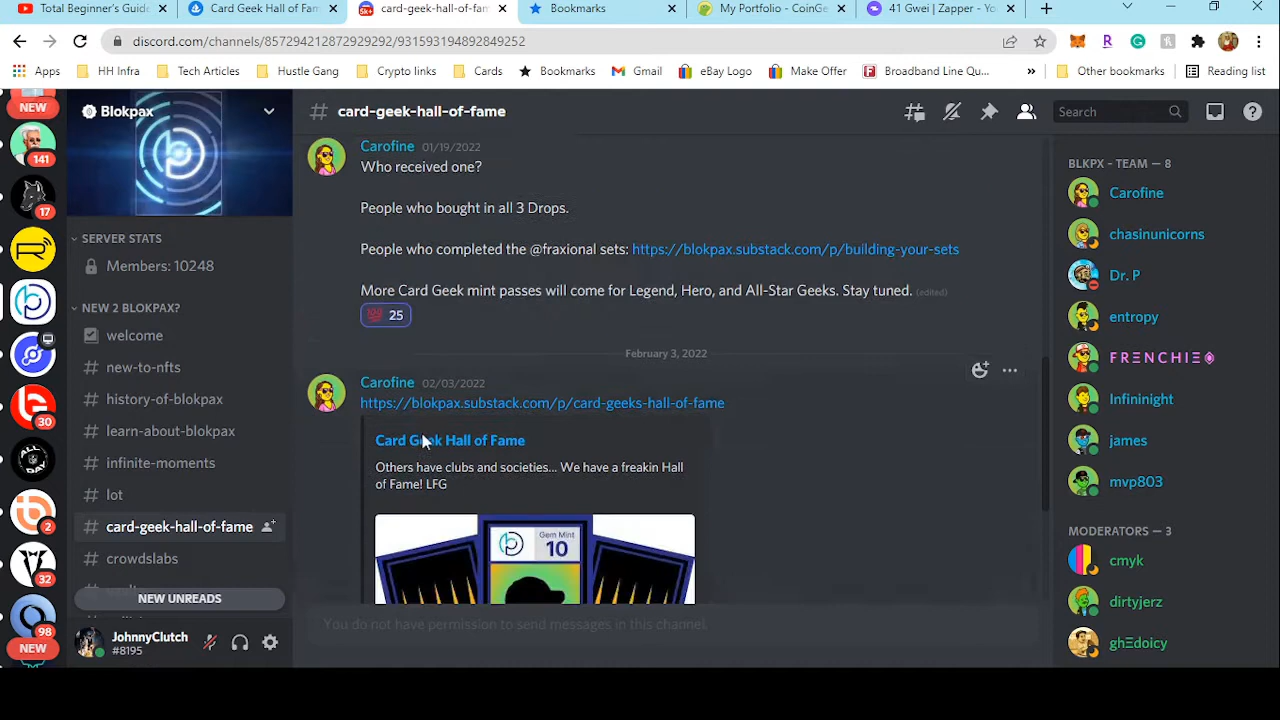 Total Beginner's Guid
Card Geek Hall of Fam
card-geek-hall-of-fam
Bookmarks
My Portfolio - CoinGe
41 Gwei | Zapper - Yo
discord.com/channels/857294212872929292/931593194892849252
Apps
HH Infra
Tech Articles
Hustle Gang
Crypto links
Cards
Bookmarks
Gmail
eBay Logo
Make Offer
Broadband Line Qu...
»
Other bookmarks
Reading list
NEW
141
17
30
2
32
98
NEW
Blokpax
SERVER STATS
Members: 10248
NEW 2 BLOKPAX?
welcome
# new-to-nfts
# history-of-blokpax
# learn-about-blokpax
# infinite-moments
# lot
# card-geek-hall-of-fame
# crowdslabs
NEW UNREADS
JohnnyClutch
#8195
# card-geek-hall-of-fame
Search
Carofine 01/19/2022
Who received one?
People who bought in all 3 Drops.
People who completed the @fraxional sets: https://blokpax.substack.com/p/building-your-sets
More Card Geek mint passes will come for Legend, Hero, and All-Star Geeks. Stay tuned. (edited)
25
February 3, 2022
Carofine 02/03/2022
https://blokpax.substack.com/p/card-geeks-hall-of-fame
Card Geek Hall of Fame
Others have clubs and societies... We have a freakin Hall
of Fame! LFG
Gem Mint
10
You do not have permission to send messages in this channel.
BLKPX - TEAM — 8
Carofine
chasinunicorns
Dr. P
entropy
FRΞNCHIΞ
Infininight
james
mvp803
MODERATORS — 3
cmyk
dirtyjerz
ghΞdoicy